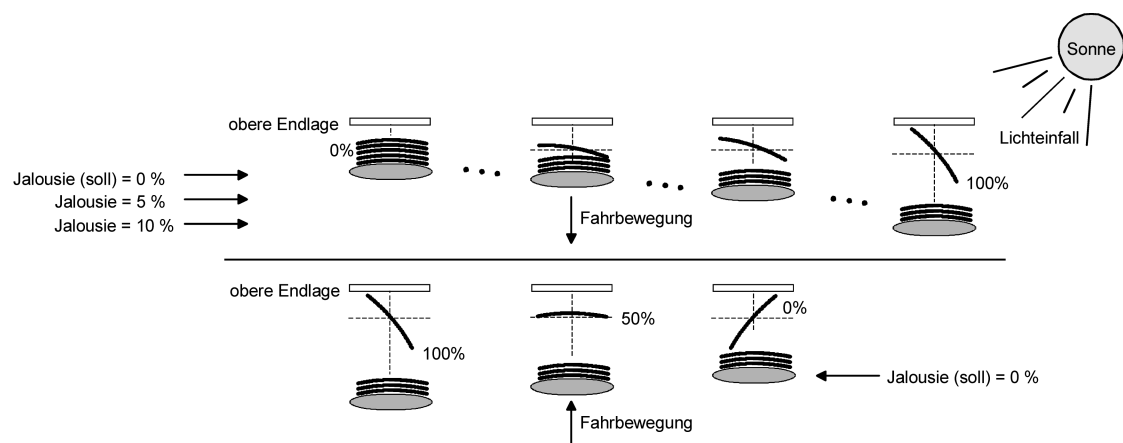 Sonne
Lichteinfall
obere Endlage
0%
100%
Jalousie (soll) = 0 %
Jalousie = 5 %
Jalousie = 10 %
Fahrbewegung
obere Endlage
100%
50%
0%
Jalousie (soll) = 0 %
Fahrbewegung